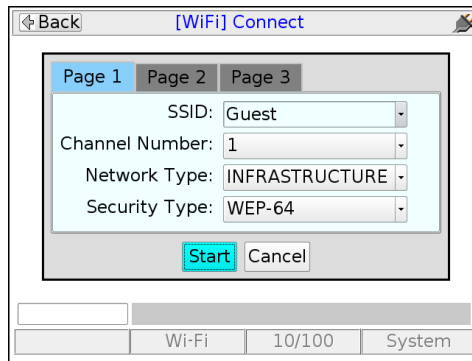 Back [WiFi] Connect
Page 1 Page 2 Page 3
SSID: Guest
Channel Number: 1
Network Type: INFRASTRUCTURE
Security Type: WEP-64
Start Cancel
Wi-Fi 10/100 System